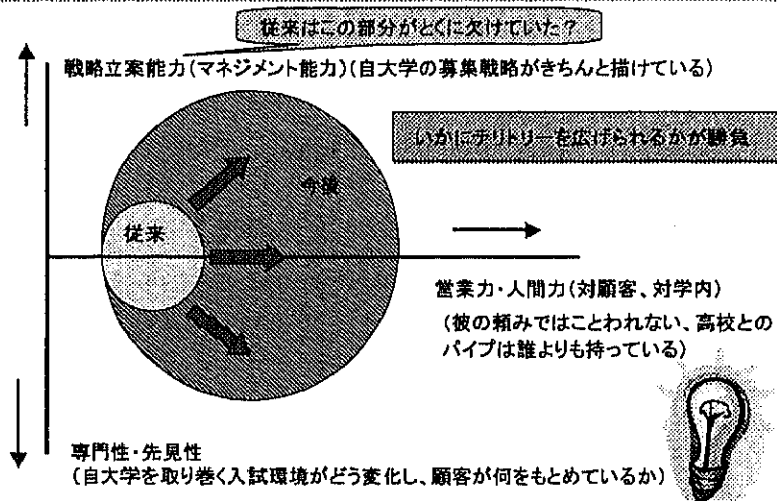 従来はこの部分がとくに欠けていた?
戦略立案能力(マネジメント能力)(自大学の募集戦略がきちんと描けている)
いかにテリトリーを広げられるかが勝負
今後
従来
営業力・人間力(対顧客、対学内)
(彼の頼みではことわれない、高校との
パイプは誰よりも持っている)
専門性・先見性
(自大学を取り巻く入試環境がどう変化し、顧客が何をもとめているか)